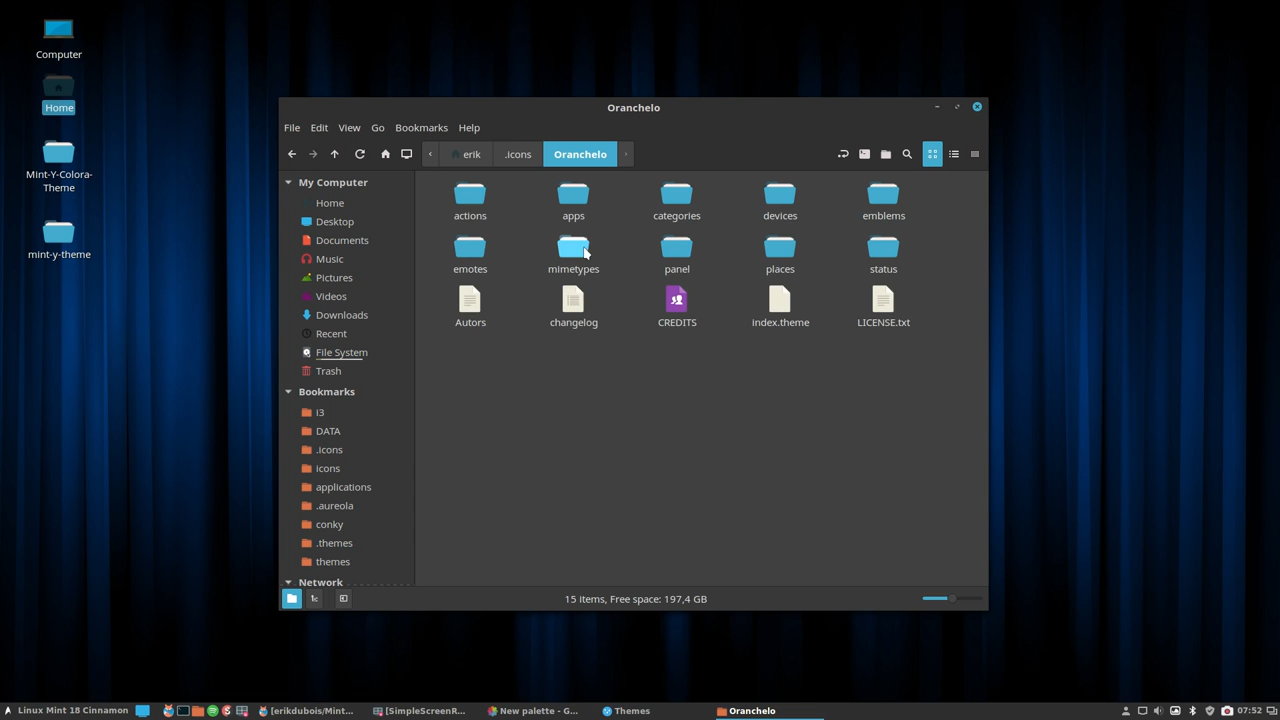 Computer
Home
Mint-Y-Colora-
Theme
mint-y-theme
Oranchelo
File Edit View Go Bookmarks Help
erik .icons Oranchelo
My Computer
Home
Desktop
Documents
Music
Pictures
Videos
Downloads
Recent
File System
Trash
Bookmarks
i3
DATA
.icons
icons
applications
.aureola
conky
.themes
themes
Network
actions apps categories devices emblems
emotes mimetypes panel places status
Autors changelog CREDITS index.theme LICENSE.txt
15 items, Free space: 197,4 GB
Linux Mint 18 Cinnamon [erikdubois/Mint... [SimpleScreenR... New palette - G... Themes Oranchelo 07:52